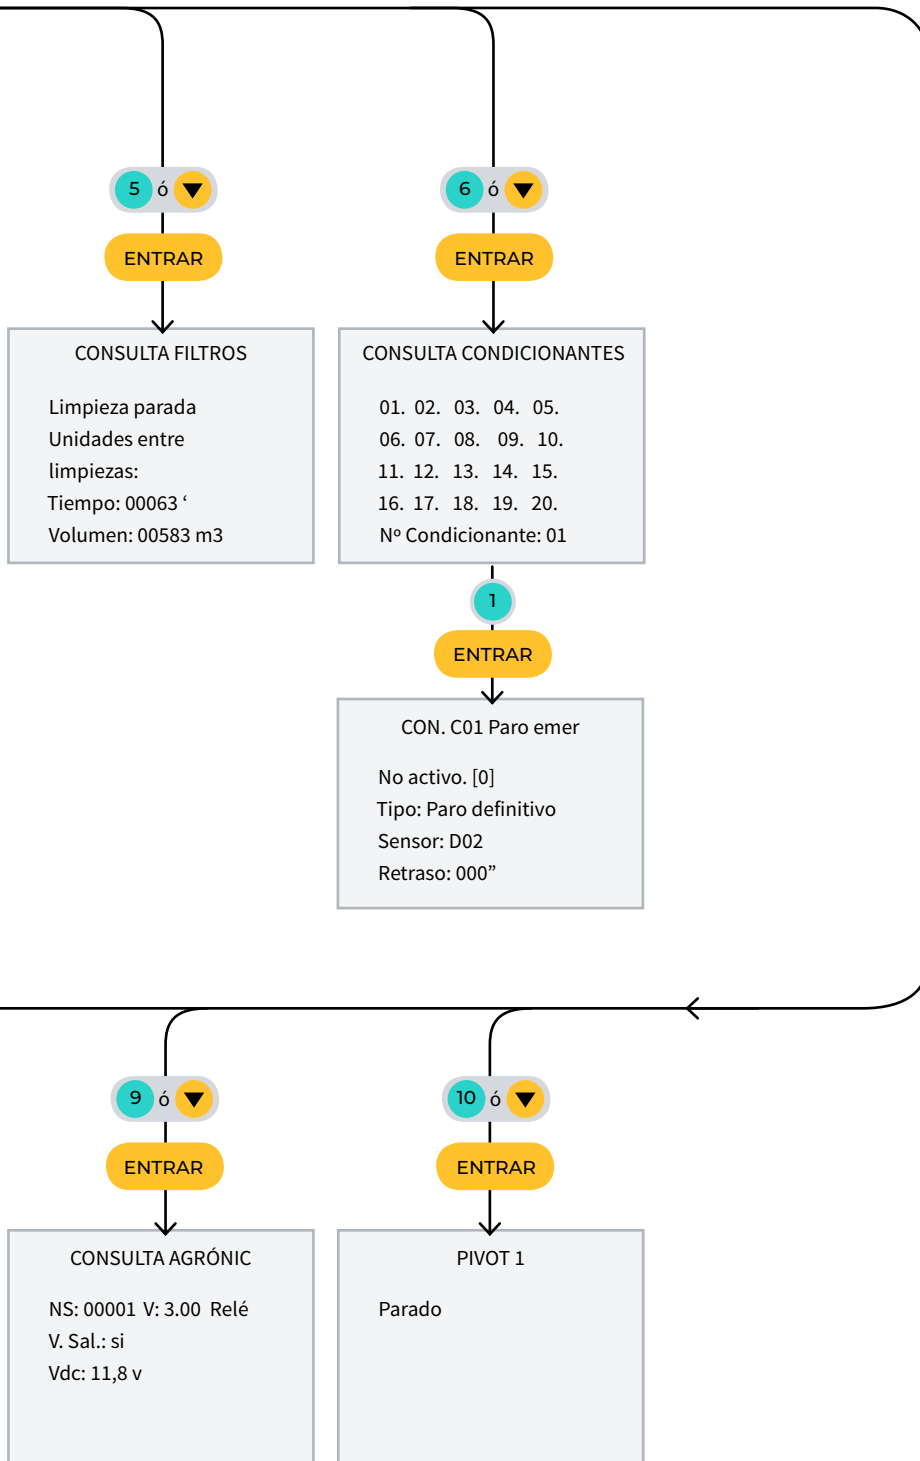 5 ó
ENTRAR
CONSULTA FILTROS
Limpieza parada
Unidades entre
limpiezas:
Tiempo: 00063 ‘
Volumen: 00583 m3
6 ó
ENTRAR
CONSULTA CONDICIONANTES
01. 02. 03. 04. 05.
06. 07. 08. 09. 10.
11. 12. 13. 14. 15.
16. 17. 18. 19. 20.
Nº Condicionante: 01
1
ENTRAR
CON. C01 Paro emer
No activo. [0]
Tipo: Paro definitivo
Sensor: D02
Retraso: 000”
9 ó
ENTRAR
CONSULTA AGRÓNIC
NS: 00001 V: 3.00 Relé
V. Sal.: si
Vdc: 11,8 v
10 ó
ENTRAR
PIVOT 1
Parado